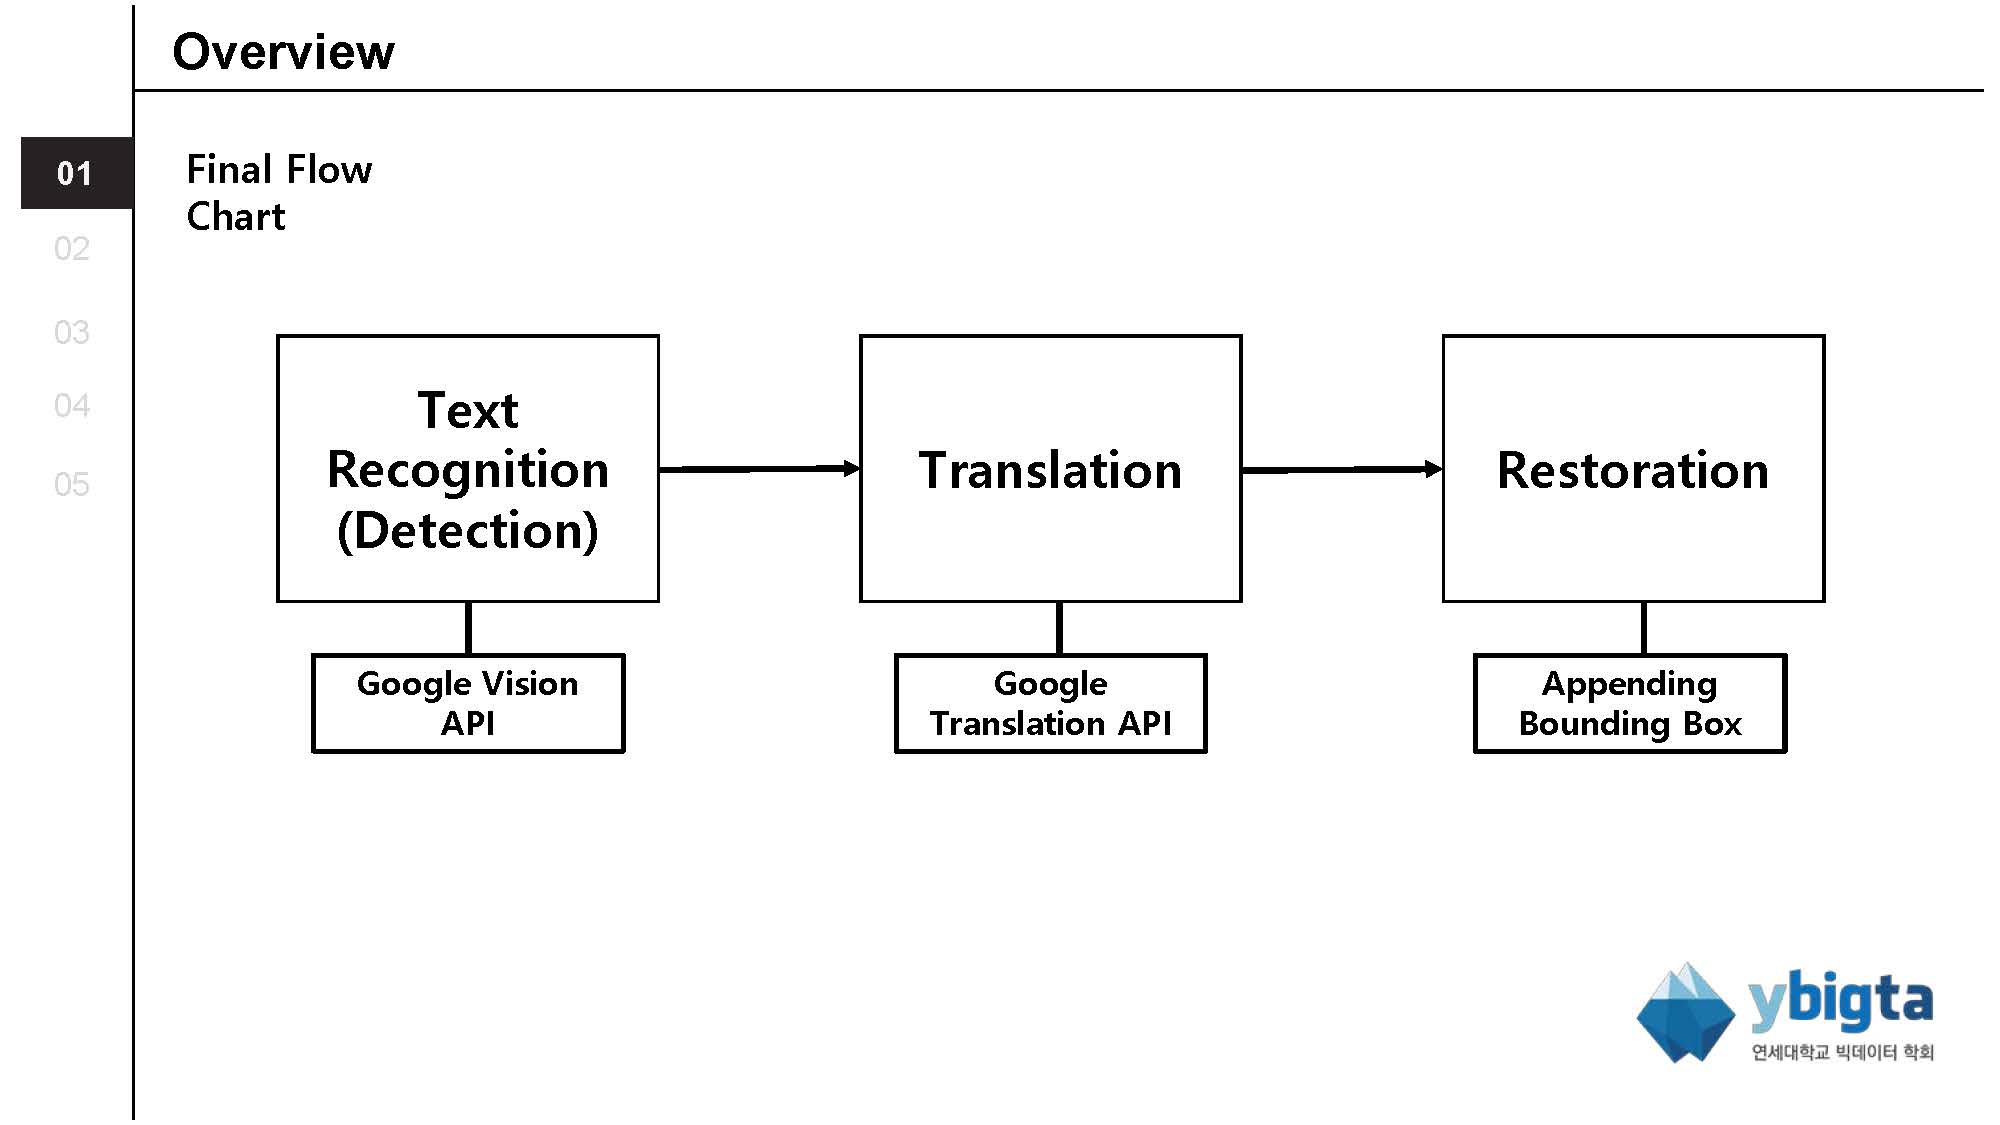 Overview
01
02
03
04
05
Final Flow
Chart
Text
Recognition
(Detection)
Translation
Restoration
Google Vision
API
Google
Translation API
Appending
Bounding Box
ybigta
연세대학교 빅데이터 학회